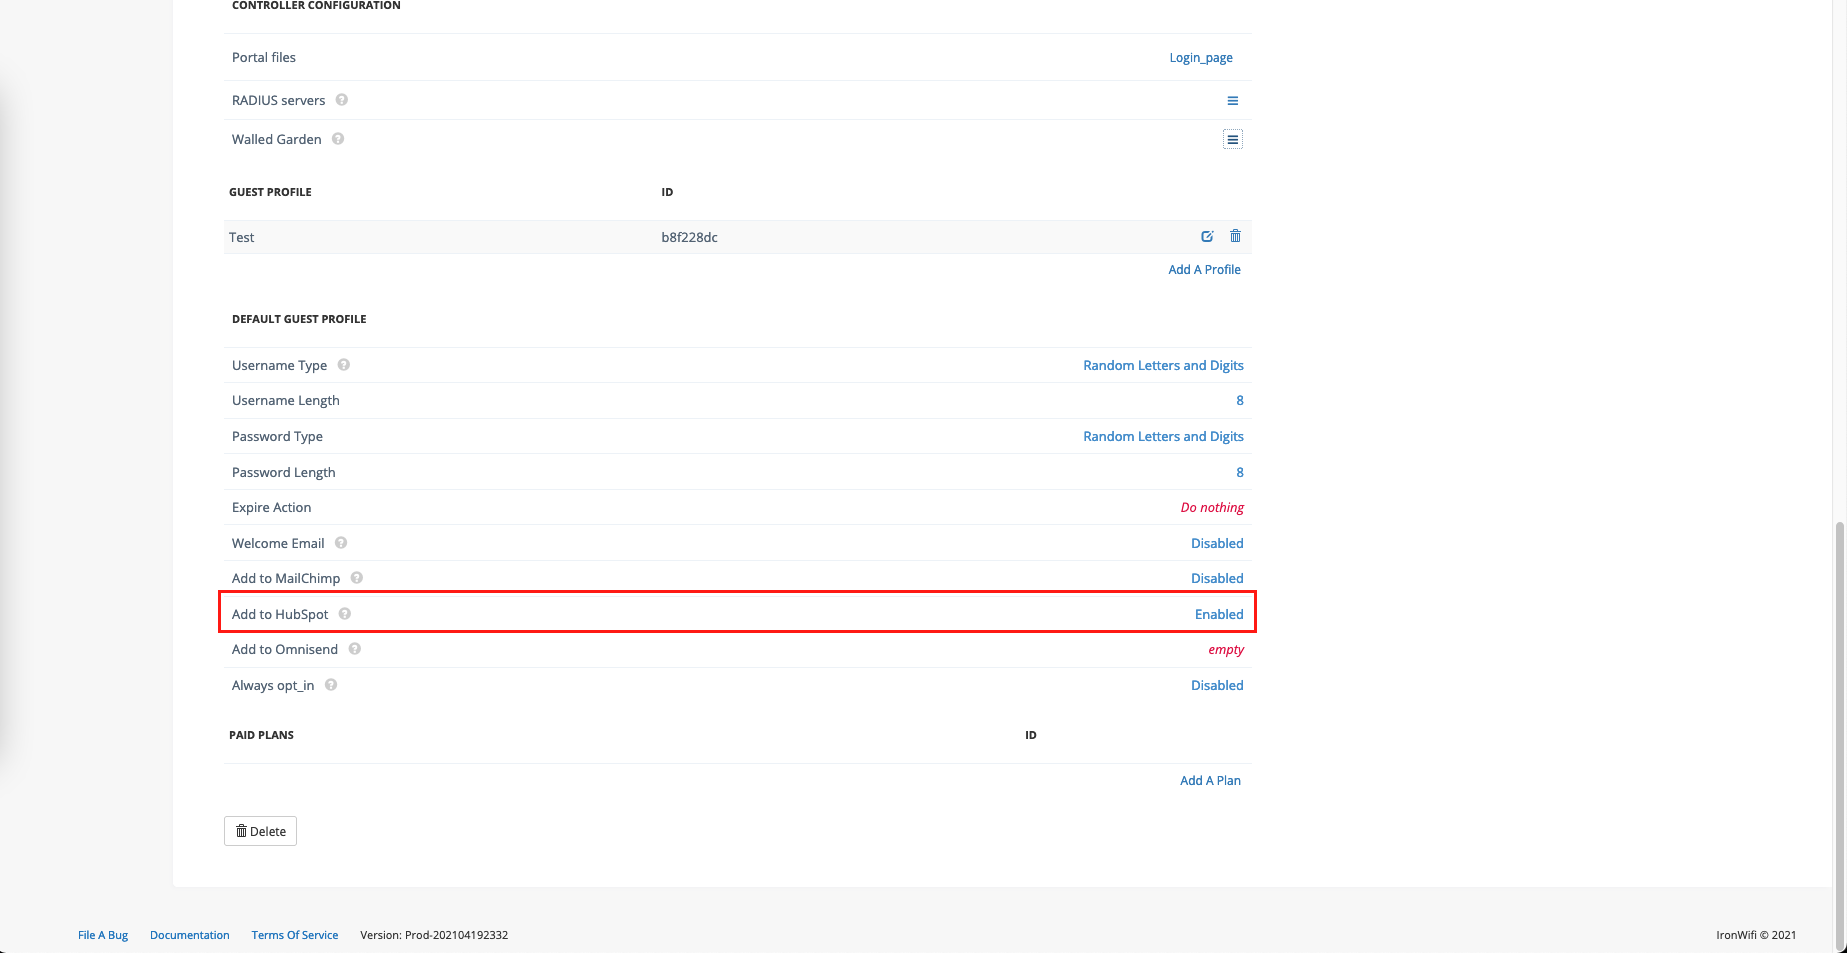 CONTROLLER CONFIGURATION
Portal files Login_page
RADIUS servers ?
Walled Garden ?
GUEST PROFILE ID
Test b8f228dc
Add A Profile
DEFAULT GUEST PROFILE
Username Type ? Random Letters and Digits
Username Length 8
Password Type Random Letters and Digits
Password Length 8
Expire Action Do nothing
Welcome Email ? Disabled
Add to MailChimp ? Disabled
Add to HubSpot ? Enabled
Add to Omnisend ? empty
Always opt_in ? Disabled
PAID PLANS ID
Add A Plan
Delete
File A Bug Documentation Terms Of Service Version: Prod-202104192332 IronWifi © 2021